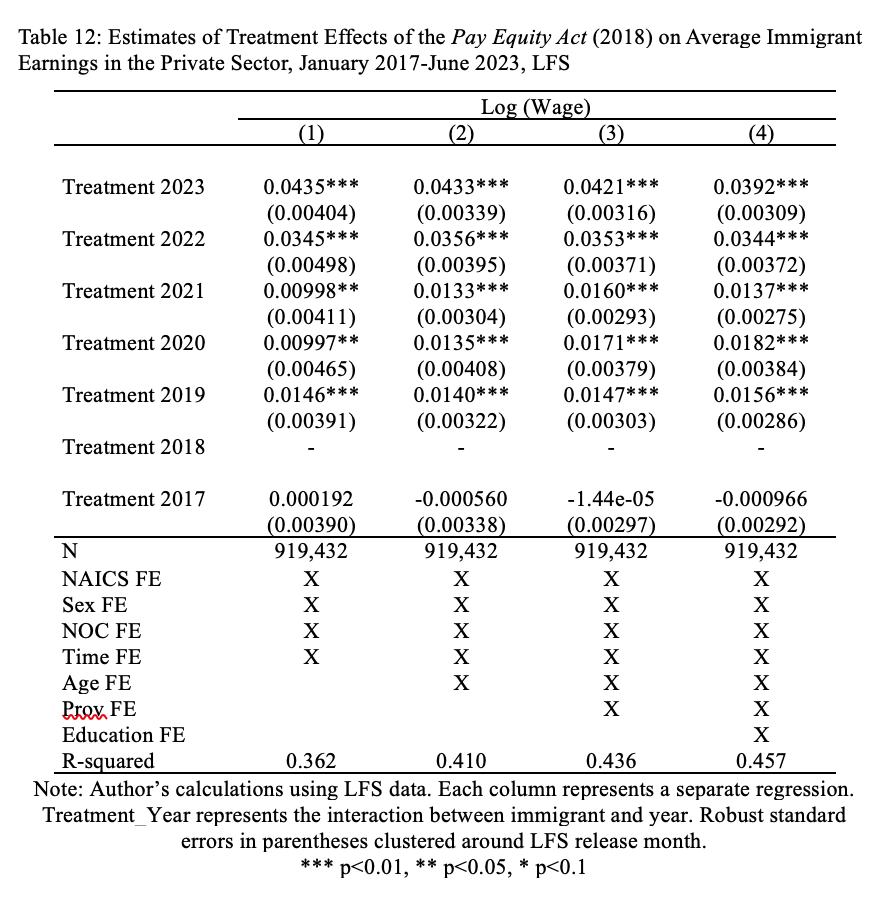 Table 12: Estimates of Treatment Effects of the Pay Equity Act (2018) on Average Immigrant
Earnings in the Private Sector, January 2017-June 2023, LFS
Log (Wage)
(1) (2) (3) (4)
Treatment 2023 0.0435*** 0.0433*** 0.0421*** 0.0392***
(0.00404) (0.00339) (0.00316) (0.00309)
Treatment 2022 0.0345*** 0.0356*** 0.0353*** 0.0344***
(0.00498) (0.00395) (0.00371) (0.00372)
Treatment 2021 0.00998** 0.0133*** 0.0160*** 0.0137***
(0.00411) (0.00304) (0.00293) (0.00275)
Treatment 2020 0.00997** 0.0135*** 0.0171*** 0.0182***
(0.00465) (0.00408) (0.00379) (0.00384)
Treatment 2019 0.0146*** 0.0140*** 0.0147*** 0.0156***
(0.00391) (0.00322) (0.00303) (0.00286)
Treatment 2018 - - - -
Treatment 2017 0.000192 -0.000560 -1.44e-05 -0.000966
(0.00390) (0.00338) (0.00297) (0.00292)
N 919,432 919,432 919,432 919,432
NAICS FE X X X X
Sex FE X X X X
NOC FE X X X X
Time FE X X X X
Age FE X X X
Prov FE X X
Education FE X
R-squared 0.362 0.410 0.436 0.457
Note: Author's calculations using LFS data. Each column represents a separate regression.
Treatment_Year represents the interaction between immigrant and year. Robust standard
errors in parentheses clustered around LFS release month.
*** p<0.01, ** p<0.05, * p<0.1